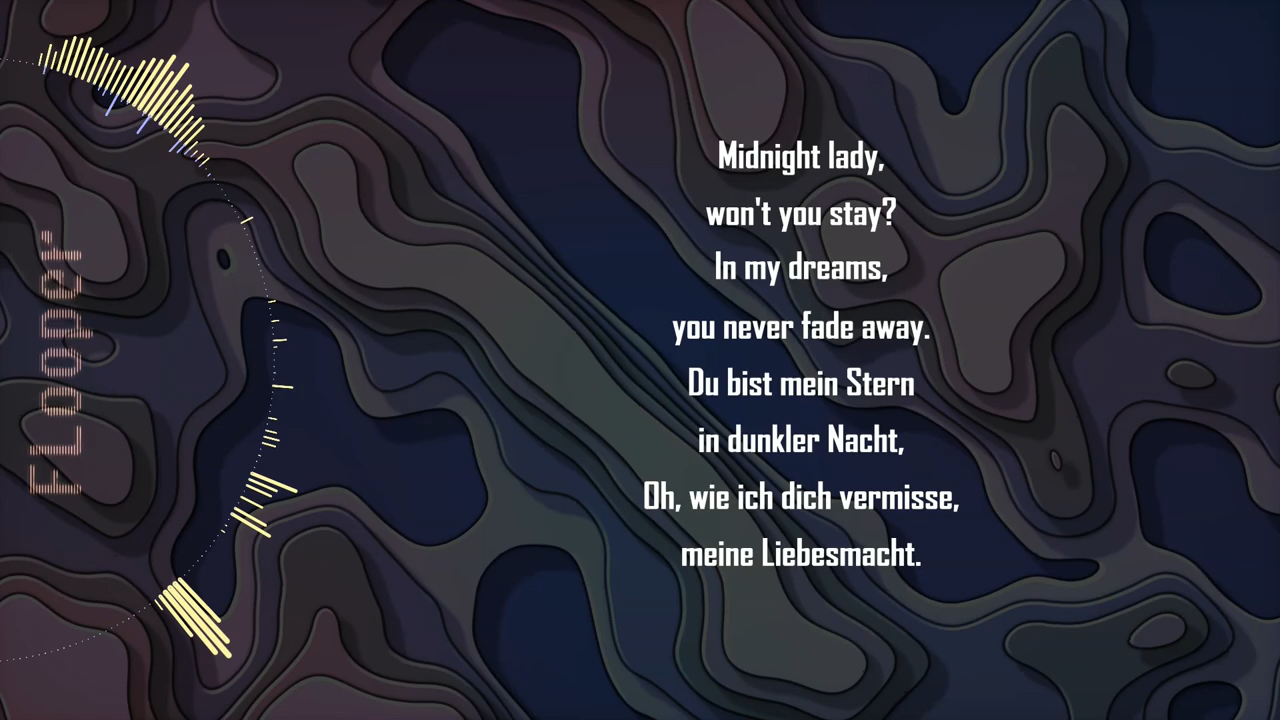 FLooper
Midnight lady,
won't you stay?
In my dreams,
you never fade away.
Du bist mein Stern
in dunkler Nacht,
Oh, wie ich dich vermisse,
meine Liebesmacht.